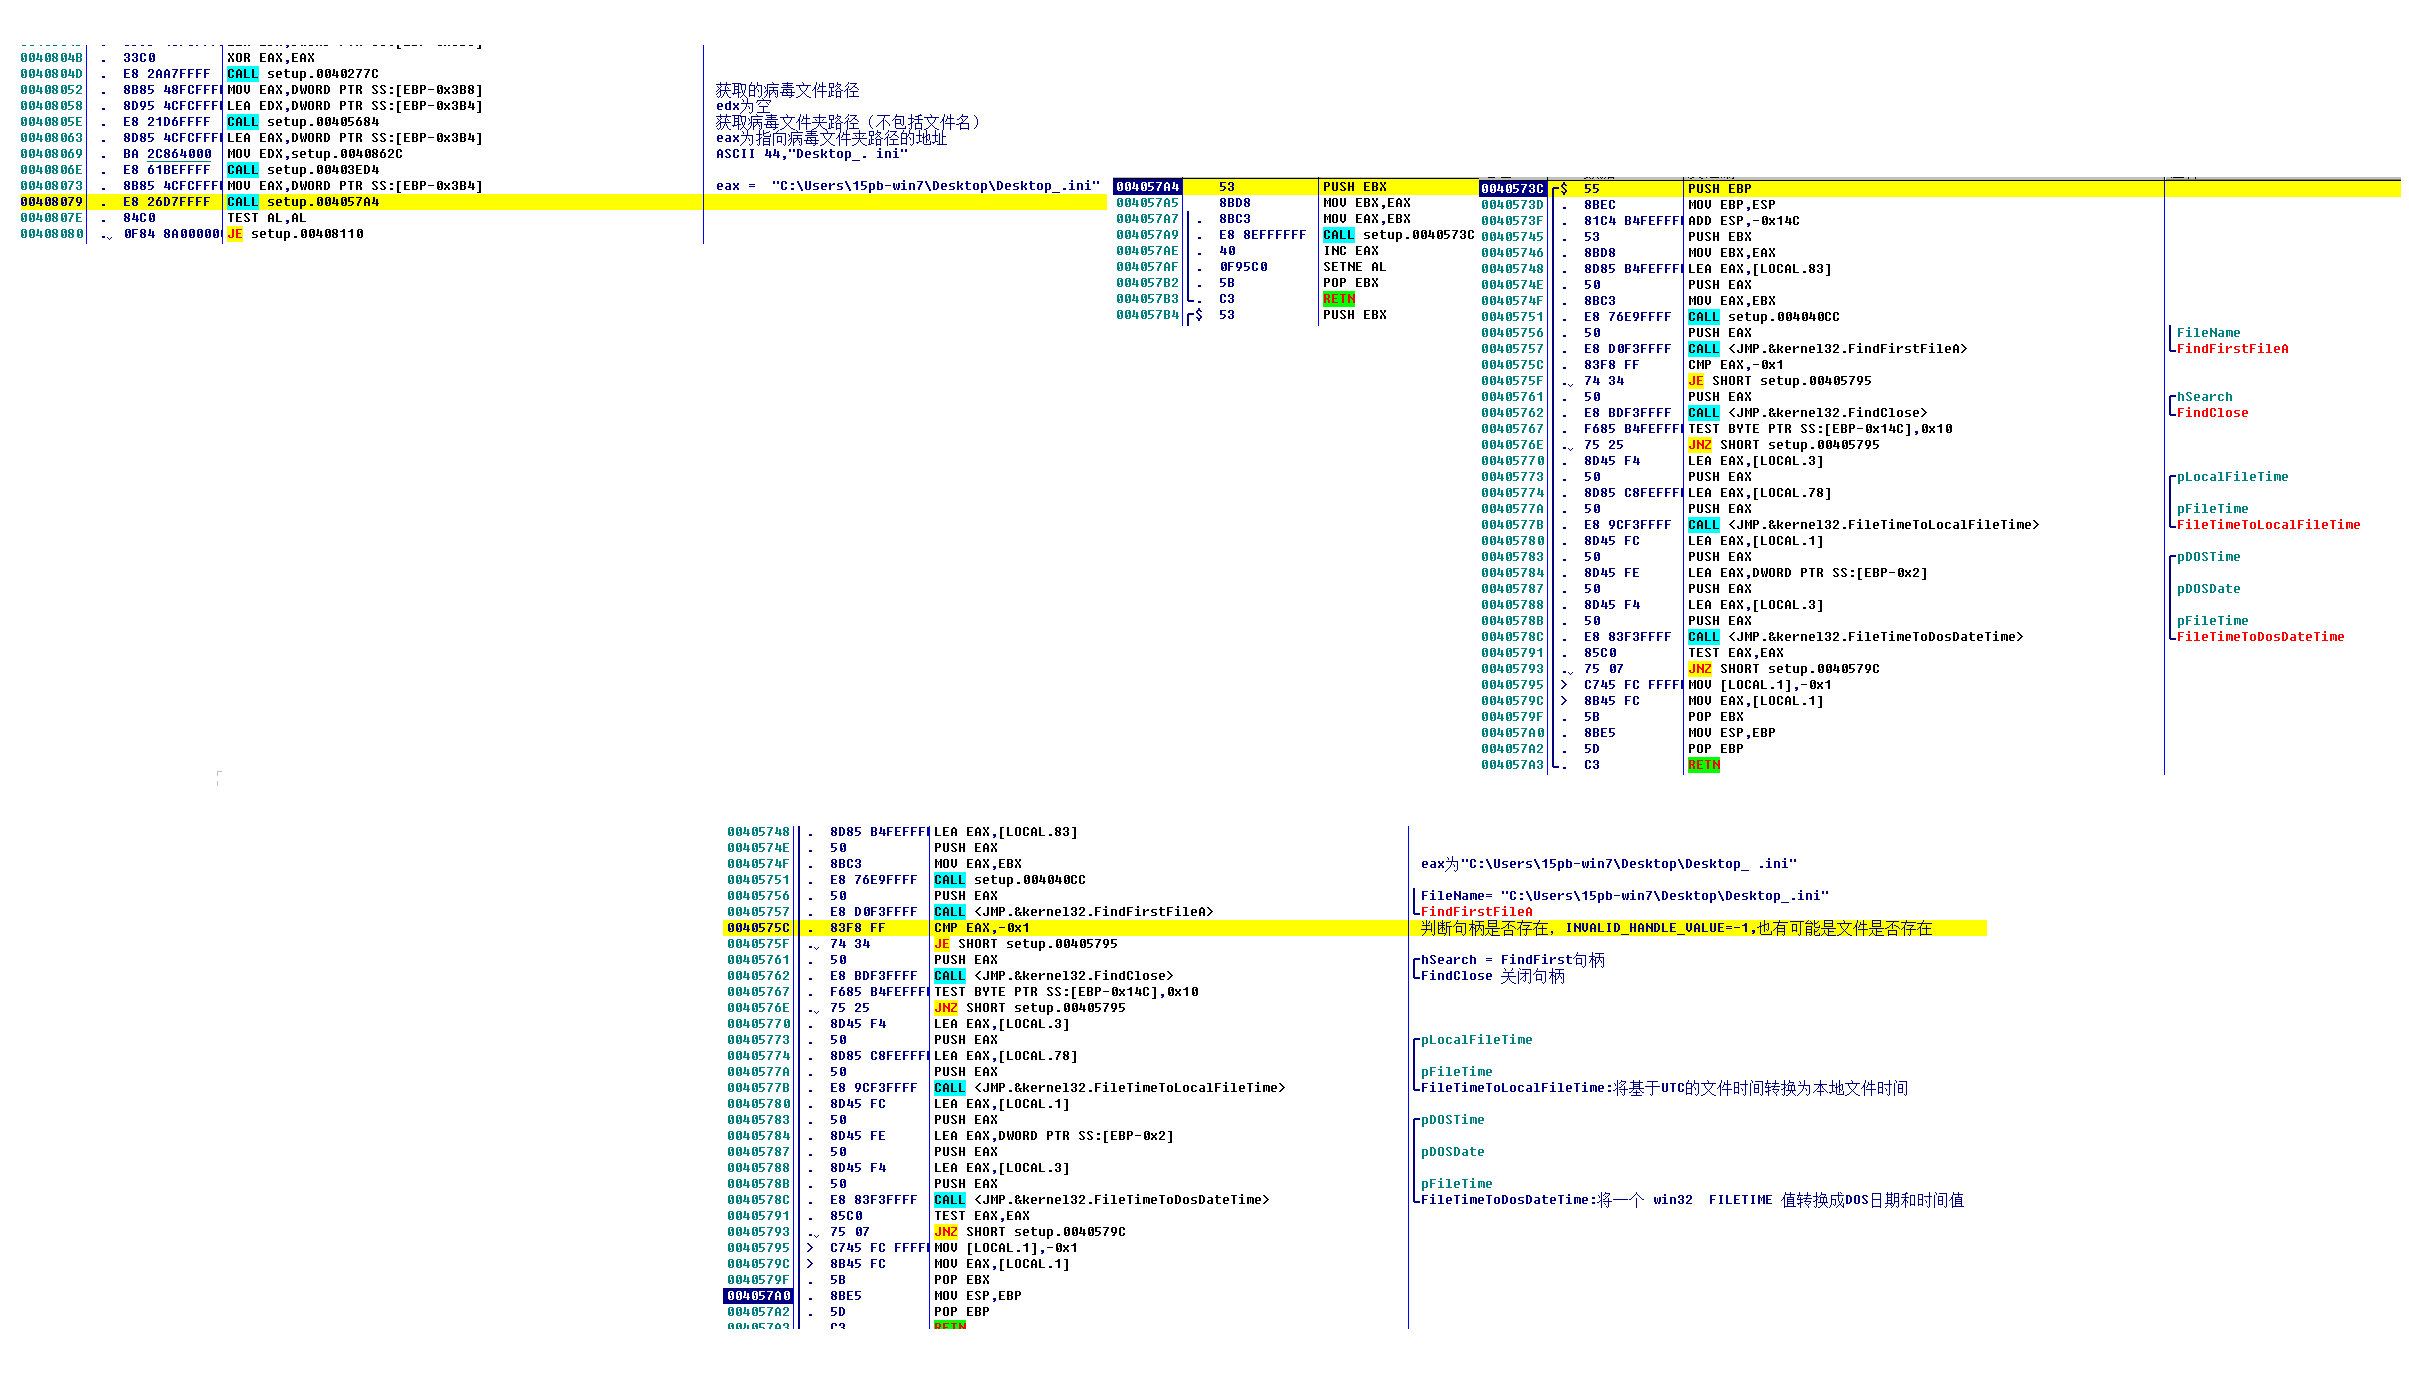 0040804B . 33C0 XOR EAX,EAX
0040804D . E8 2AA7FFFF CALL setup.0040277C
00408052 . 8B85 48FCFFFF MOV EAX,DWORD PTR SS:[EBP-0x3B8] 获取的病毒文件路径
00408058 . 8D95 4CFCFFFF LEA EDX,DWORD PTR SS:[EBP-0x3B4] edx为空
0040805E . E8 21D6FFFF CALL setup.00405684 获取病毒文件夹路径（不包括文件名）
00408063 . 8D85 4CFCFFFF LEA EAX,DWORD PTR SS:[EBP-0x3B4] eax为指向病毒文件夹路径的地址
00408069 . BA 2C864000 MOV EDX,setup.0040862C ASCII 44,"Desktop_. ini"
0040806E . E8 61BEFFFF CALL setup.00403ED4
00408073 . 8B85 4CFCFFFF MOV EAX,DWORD PTR SS:[EBP-0x3B4] eax = "C:\Users\15pb-win7\Desktop\Desktop_.ini"
00408079 . E8 26D7FFFF CALL setup.004057A4
0040807E . 84C0 TEST AL,AL
00408080 . 0F84 8A000000 JE setup.00408110
004057A4 53 PUSH EBX
004057A5 8BD8 MOV EBX,EAX
004057A7 . 8BC3 MOV EAX,EBX
004057A9 . E8 8EFFFFFF CALL setup.0040573C
004057AE . 40 INC EAX
004057AF . 0F95C0 SETNE AL
004057B2 . 5B POP EBX
004057B3 . C3 RETN
004057B4 $ 53 PUSH EBX
0040573C $ 55 PUSH EBP
0040573D . 8BEC MOV EBP,ESP
0040573F . 81C4 B4FEFFFF ADD ESP,-0x14C
00405745 . 53 PUSH EBX
00405746 . 8BD8 MOV EBX,EAX
00405748 . 8D85 B4FEFFFF LEA EAX,[LOCAL.83]
0040574E . 50 PUSH EAX
0040574F . 8BC3 MOV EAX,EBX
00405751 . E8 76E9FFFF CALL setup.004040CC
00405756 . 50 PUSH EAX FileName
00405757 . E8 D0F3FFFF CALL <JMP.&kernel32.FindFirstFileA> FindFirstFileA
0040575C . 83F8 FF CMP EAX,-0x1
0040575F . 74 34 JE SHORT setup.00405795
00405761 . 50 PUSH EAX hSearch
00405762 . E8 BDF3FFFF CALL <JMP.&kernel32.FindClose> FindClose
00405767 . F685 B4FEFFFF TEST BYTE PTR SS:[EBP-0x14C],0x10
0040576E . 75 25 JNZ SHORT setup.00405795
00405770 . 8D45 F4 LEA EAX,[LOCAL.3]
00405773 . 50 PUSH EAX pLocalFileTime
00405774 . 8D85 C8FEFFFF LEA EAX,[LOCAL.78]
0040577A . 50 PUSH EAX pFileTime
0040577B . E8 9CF3FFFF CALL <JMP.&kernel32.FileTimeToLocalFileTime> FileTimeToLocalFileTime
00405780 . 8D45 FC LEA EAX,[LOCAL.1]
00405783 . 50 PUSH EAX pDOSTime
00405784 . 8D45 FE LEA EAX,DWORD PTR SS:[EBP-0x2]
00405787 . 50 PUSH EAX pDOSDate
00405788 . 8D45 F4 LEA EAX,[LOCAL.3]
0040578B . 50 PUSH EAX pFileTime
0040578C . E8 83F3FFFF CALL <JMP.&kernel32.FileTimeToDosDateTime> FileTimeToDosDateTime
00405791 . 85C0 TEST EAX,EAX
00405793 . 75 07 JNZ SHORT setup.0040579C
00405795 > C745 FC FFFF MOV [LOCAL.1],-0x1
0040579C > 8B45 FC MOV EAX,[LOCAL.1]
0040579F . 5B POP EBX
004057A0 . 8BE5 MOV ESP,EBP
004057A2 . 5D POP EBP
004057A3 . C3 RETN
00405748 . 8D85 B4FEFFFF LEA EAX,[LOCAL.83]
0040574E . 50 PUSH EAX
0040574F . 8BC3 MOV EAX,EBX eax为"C:\Users\15pb-win7\Desktop\Desktop_ .ini"
00405751 . E8 76E9FFFF CALL setup.004040CC
00405756 . 50 PUSH EAX FileName= "C:\Users\15pb-win7\Desktop\Desktop_.ini"
00405757 . E8 D0F3FFFF CALL <JMP.&kernel32.FindFirstFileA> FindFirstFileA
0040575C . 83F8 FF CMP EAX,-0x1 判断句柄是否存在, INVALID_HANDLE_VALUE=-1,也有可能是文件是否存在
0040575F . 74 34 JE SHORT setup.00405795
00405761 . 50 PUSH EAX hSearch = FindFirst句柄
00405762 . E8 BDF3FFFF CALL <JMP.&kernel32.FindClose> FindClose 关闭句柄
00405767 . F685 B4FEFFFF TEST BYTE PTR SS:[EBP-0x14C],0x10
0040576E . 75 25 JNZ SHORT setup.00405795
00405770 . 8D45 F4 LEA EAX,[LOCAL.3]
00405773 . 50 PUSH EAX pLocalFileTime
00405774 . 8D85 C8FEFFFF LEA EAX,[LOCAL.78]
0040577A . 50 PUSH EAX pFileTime
0040577B . E8 9CF3FFFF CALL <JMP.&kernel32.FileTimeToLocalFileTime> FileTimeToLocalFileTime:将基于UTC的文件时间转换为本地文件时间
00405780 . 8D45 FC LEA EAX,[LOCAL.1]
00405783 . 50 PUSH EAX pDOSTime
00405784 . 8D45 FE LEA EAX,DWORD PTR SS:[EBP-0x2]
00405787 . 50 PUSH EAX pDOSDate
00405788 . 8D45 F4 LEA EAX,[LOCAL.3]
0040578B . 50 PUSH EAX pFileTime
0040578C . E8 83F3FFFF CALL <JMP.&kernel32.FileTimeToDosDateTime> FileTimeToDosDateTime:将一个 win32 FILETIME 值转换成DOS日期和时间值
00405791 . 85C0 TEST EAX,EAX
00405793 . 75 07 JNZ SHORT setup.0040579C
00405795 > C745 FC FFFF MOV [LOCAL.1],-0x1
0040579C > 8B45 FC MOV EAX,[LOCAL.1]
0040579F . 5B POP EBX
004057A0 . 8BE5 MOV ESP,EBP
004057A2 . 5D POP EBP
004057A3 . C3 RETN